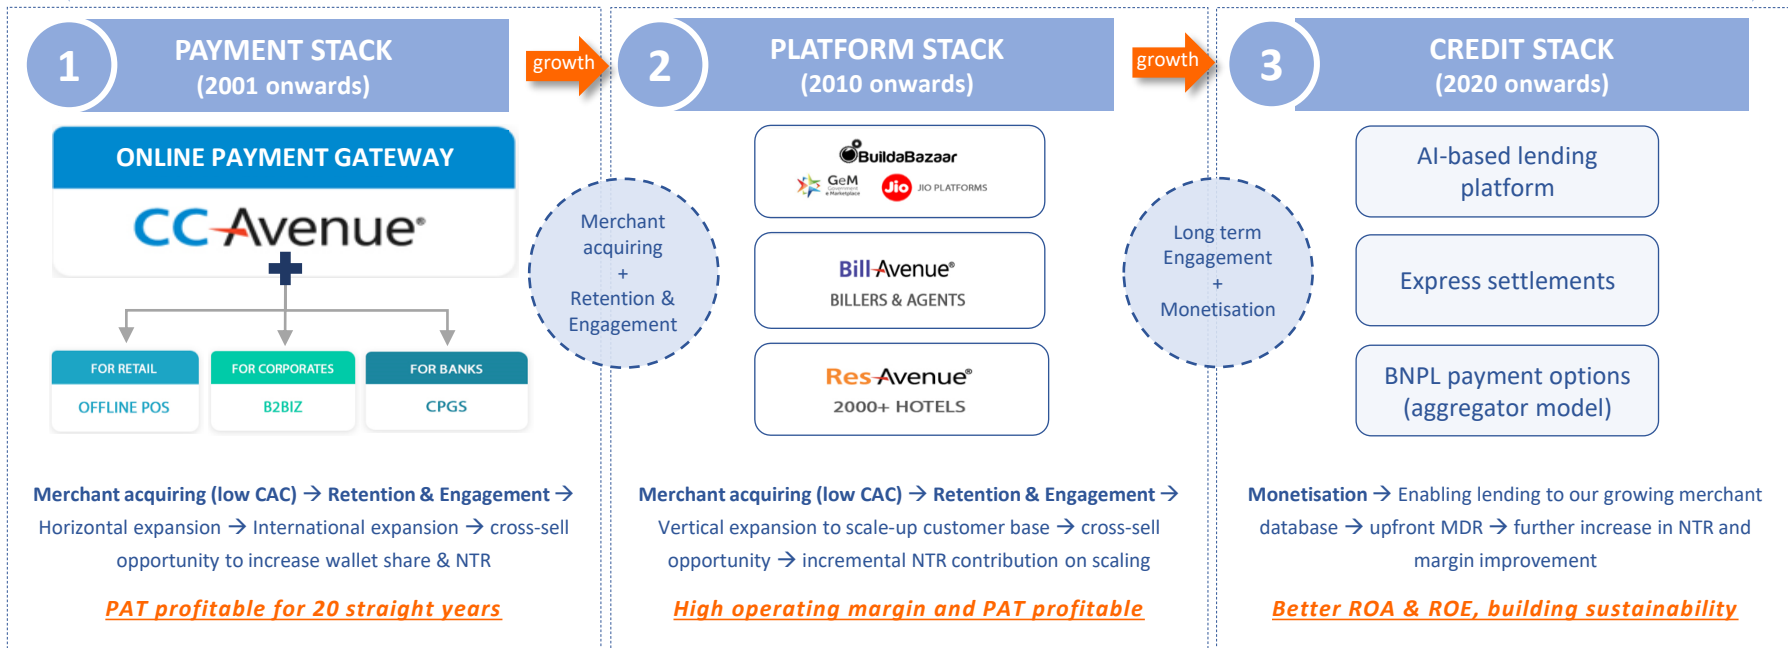 1
PAYMENT STACK
(2001 onwards)
growth
2
PLATFORM STACK
(2010 onwards)
growth
3
CREDIT STACK
(2020 onwards)
ONLINE PAYMENT GATEWAY
CCAvenue®
FOR RETAIL
OFFLINE POS
FOR CORPORATES
B2BIZ
FOR BANKS
CPGS
Merchant
acquiring
+
Retention &
Engagement
BuildaBazaar
GeM
Government
e Marketplace
Jio JIO PLATFORMS
BillAvenue®
BILLERS & AGENTS
ResAvenue®
2000+ HOTELS
Long term
Engagement
+
Monetisation
AI-based lending
platform
Express settlements
BNPL payment options
(aggregator model)
Merchant acquiring (low CAC) → Retention & Engagement →
Horizontal expansion → International expansion → cross-sell
opportunity to increase wallet share & NTR
PAT profitable for 20 straight years
Merchant acquiring (low CAC) → Retention & Engagement →
Vertical expansion to scale-up customer base → cross-sell
opportunity → incremental NTR contribution on scaling
High operating margin and PAT profitable
Monetisation → Enabling lending to our growing merchant
database → upfront MDR → further increase in NTR and
margin improvement
Better ROA & ROE, building sustainability